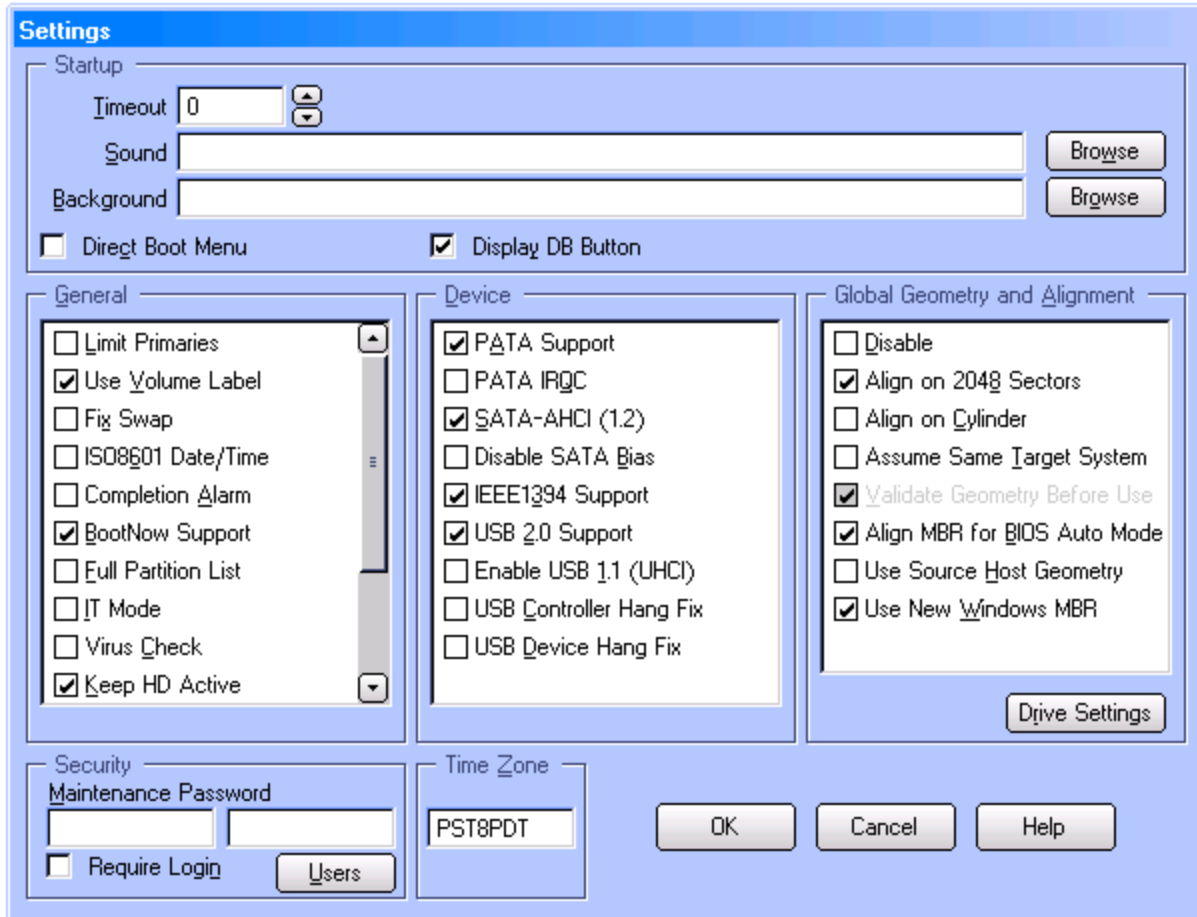 Settings
Startup
Timeout 0
Sound Browse
Background Browse
Direct Boot Menu Display DB Button
General
Limit Primaries
Use Volume Label
Fix Swap
ISO8601 Date/Time
Completion Alarm
BootNow Support
Full Partition List
IT Mode
Virus Check
Keep HD Active
Device
PATA Support
PATA IRQC
SATA-AHCI (1.2)
Disable SATA Bias
IEEE1394 Support
USB 2.0 Support
Enable USB 1.1 (UHCI)
USB Controller Hang Fix
USB Device Hang Fix
Global Geometry and Alignment
Disable
Align on 2048 Sectors
Align on Cylinder
Assume Same Target System
Validate Geometry Before Use
Align MBR for BIOS Auto Mode
Use Source Host Geometry
Use New Windows MBR
Drive Settings
Security
Maintenance Password
Require Login Users
Time Zone
PST8PDT
OK Cancel Help